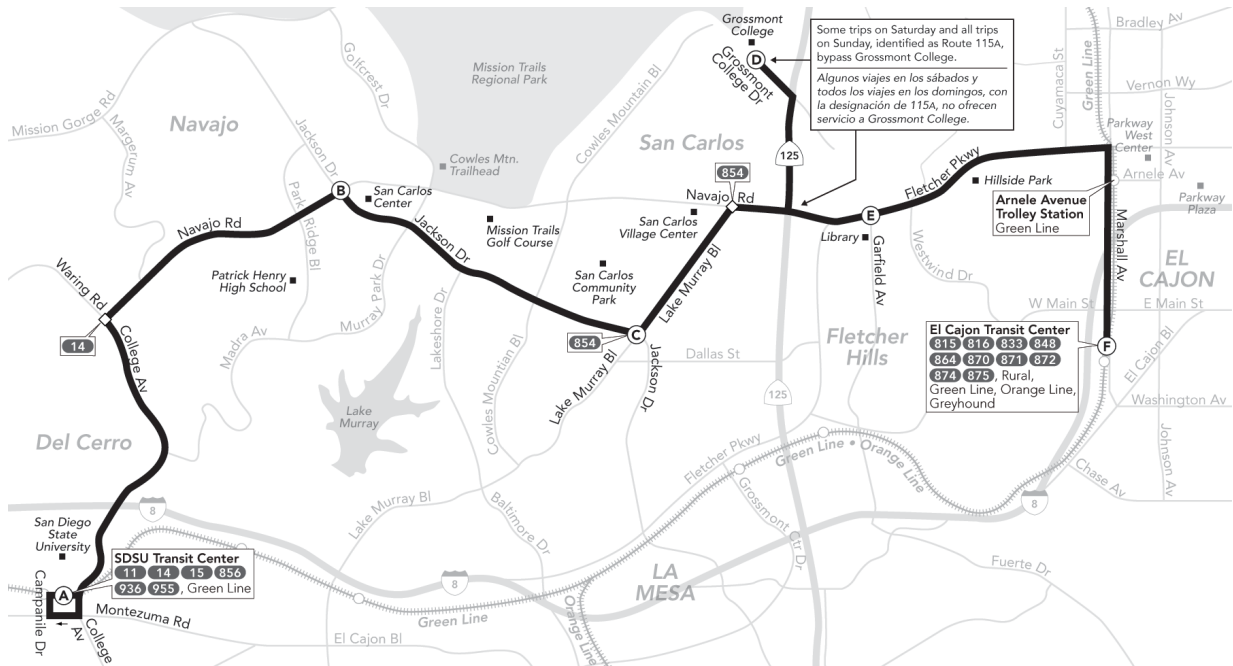 Grossmont
College
D
Grossmont
College Dr
Some trips on Saturday and all trips
on Sunday, identified as Route 115A,
bypass Grossmont College.
Algunos viajes en los sábados y
todos los viajes en los domingos, con
la designación de 115A, no ofrecen
servicio a Grossmont College.
Bradley Av
Cuyamaca St
Green Line
Vernon Wy
Johnson Av
Parkway
West
Center
Arnele Av
Parkway
Plaza
Mission Gorge Rd
Margerum Av
Navajo
Jackson Dr
Golfcrest Dr
Mission Trails
Regional Park
Cowles Mountain Bl
San Carlos
125
Cowles Mtn.
Trailhead
854
Navajo Rd
Fletcher Pkwy
Hillside Park
Arnele Avenue
Trolley Station
Green Line
Marshall Av
B
San Carlos
Center
Park Ridge Bl
Navajo Rd
Jackson Dr
Mission Trails
Golf Course
San Carlos
Village Center
E
Library
Garfield Av
Westwind Dr
EL
CAJON
Waring Rd
Patrick Henry
High School
Murray Park Dr
San Carlos
Community
Park
Lake Murray Bl
W Main St
E Main St
14
College Av
Madra Av
Lakeshore Dr
854
C
Jackson Dr
Dallas St
Lake Murray Bl
Fletcher
Hills
El Cajon Transit Center
815 816 833 848
864 870 871 872
874 875, Rural,
Green Line, Orange Line,
Greyhound
F
El Cajon Bl
125
Washington Av
Cowles Mountian Bl
Lake
Murray
Del Cerro
Fletcher Pkwy
Green Line • Orange Line
Johnson Av
Chase Av
8
8
San Diego
State
University
Lake Murray Bl
Baltimore Dr
Grossmont Ctr Dr
SDSU Transit Center
11 14 15 856
936 955, Green Line
A
8
LA
MESA
Fuerte Dr
Campanile Dr
Montezuma Rd
College Av
Green Line
Orange Line
El Cajon Bl